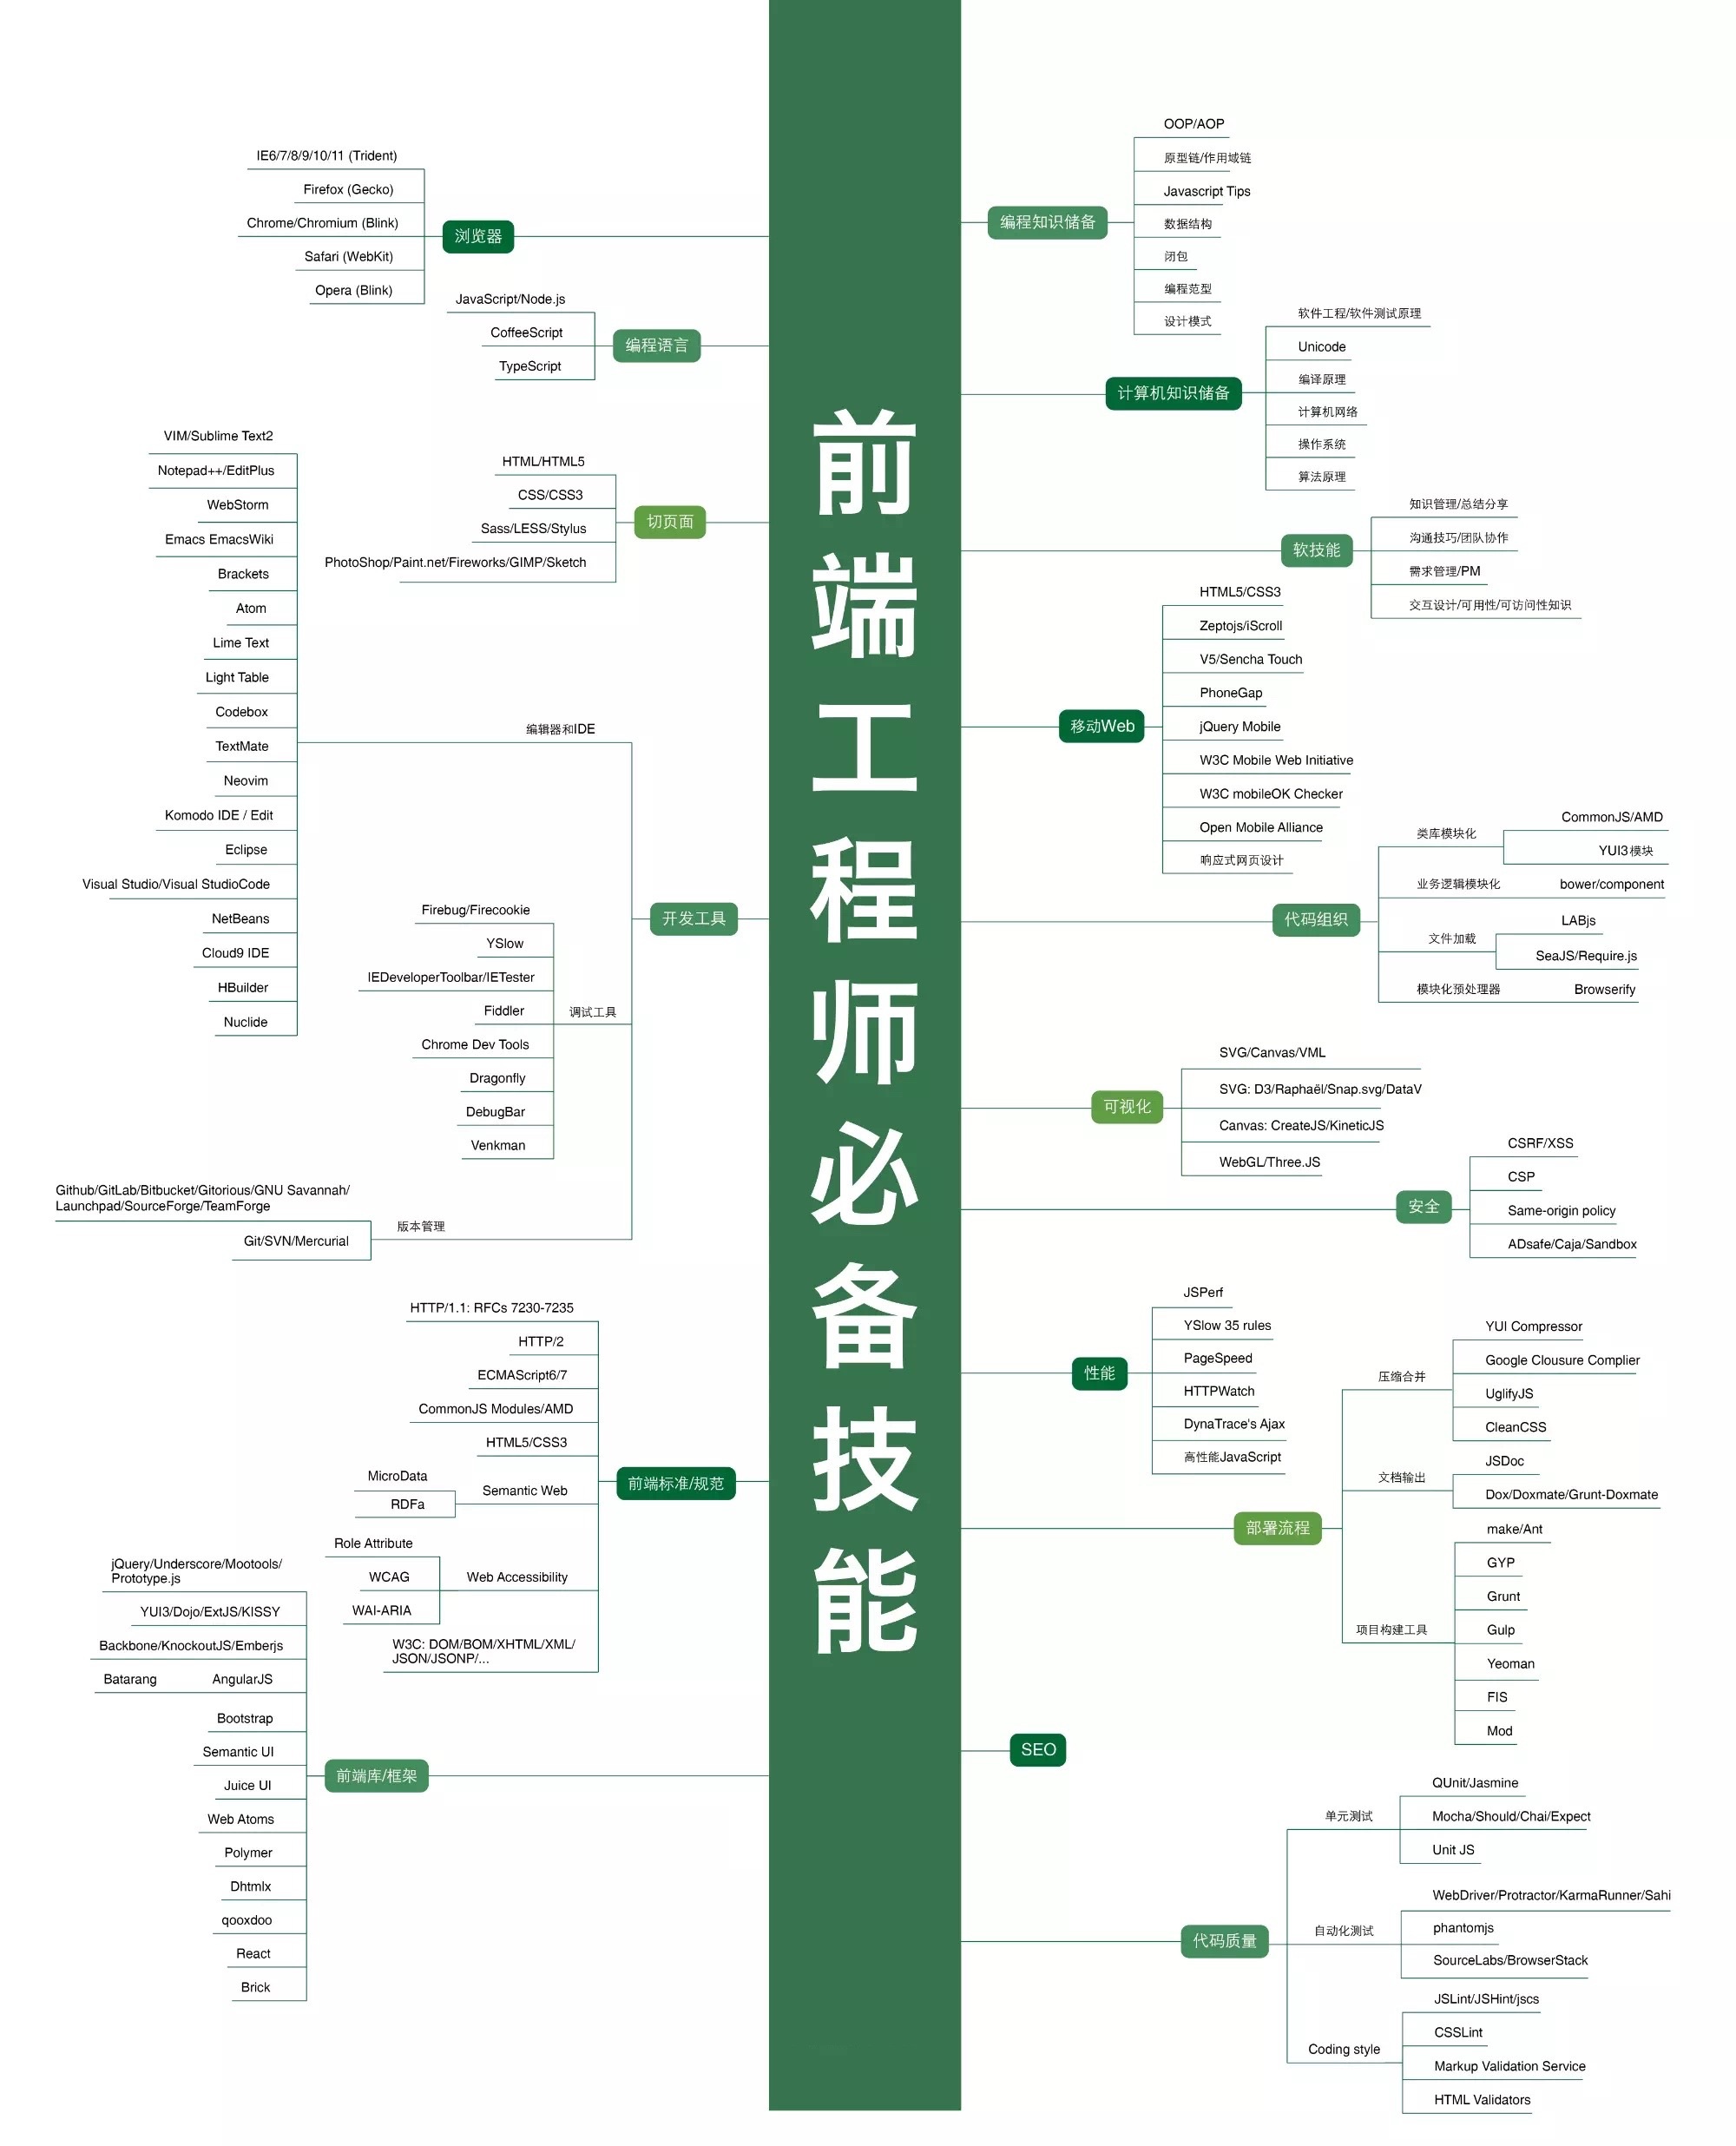 前端工程师必备技能
浏览器
IE6/7/8/9/10/11 (Trident)
Firefox (Gecko)
Chrome/Chromium (Blink)
Safari (WebKit)
Opera (Blink)
编程语言
JavaScript/Node.js
CoffeeScript
TypeScript
切页面
HTML/HTML5
CSS/CSS3
Sass/LESS/Stylus
PhotoShop/Paint.net/Fireworks/GIMP/Sketch
开发工具
编辑器和IDE
VIM/Sublime Text2
Notepad++/EditPlus
WebStorm
Emacs EmacsWiki
Brackets
Atom
Lime Text
Light Table
Codebox
TextMate
Neovim
Komodo IDE / Edit
Eclipse
Visual Studio/Visual StudioCode
NetBeans
Cloud9 IDE
HBuilder
Nuclide
调试工具
Firebug/Firecookie
YSlow
IEDeveloperToolbar/IETester
Fiddler
Chrome Dev Tools
Dragonfly
DebugBar
Venkman
版本管理
Github/GitLab/Bitbucket/Gitorious/GNU Savannah/
Launchpad/SourceForge/TeamForge
Git/SVN/Mercurial
前端标准/规范
HTTP/1.1: RFCs 7230-7235
HTTP/2
ECMAScript6/7
CommonJS Modules/AMD
HTML5/CSS3
Semantic Web
MicroData
RDFa
Web Accessibility
Role Attribute
WCAG
WAI-ARIA
W3C: DOM/BOM/XHTML/XML/
JSON/JSONP/...
前端库/框架
jQuery/Underscore/Mootools/
Prototype.js
YUI3/Dojo/ExtJS/KISSY
Backbone/KnockoutJS/Emberjs
Batarang AngularJS
Bootstrap
Semantic UI
Juice UI
Web Atoms
Polymer
Dhtmlx
qooxdoo
React
Brick
编程知识储备
OOP/AOP
原型链/作用域链
Javascript Tips
数据结构
闭包
编程范型
设计模式
计算机知识储备
软件工程/软件测试原理
Unicode
编译原理
计算机网络
操作系统
算法原理
软技能
知识管理/总结分享
沟通技巧/团队协作
需求管理/PM
交互设计/可用性/可访问性知识
移动Web
HTML5/CSS3
Zeptojs/iScroll
V5/Sencha Touch
PhoneGap
jQuery Mobile
W3C Mobile Web Initiative
W3C mobileOK Checker
Open Mobile Alliance
响应式网页设计
代码组织
类库模块化
CommonJS/AMD
YUI3模块
业务逻辑模块化 bower/component
文件加载
LABjs
SeaJS/Require.js
模块化预处理器 Browserify
可视化
SVG/Canvas/VML
SVG: D3/Raphaël/Snap.svg/DataV
Canvas: CreateJS/KineticJS
WebGL/Three.JS
安全
CSRF/XSS
CSP
Same-origin policy
ADsafe/Caja/Sandbox
性能
JSPerf
YSlow 35 rules
PageSpeed
HTTPWatch
DynaTrace's Ajax
高性能JavaScript
部署流程
压缩合并
YUI Compressor
Google Clousure Complier
UglifyJS
CleanCSS
文档输出
JSDoc
Dox/Doxmate/Grunt-Doxmate
项目构建工具
make/Ant
GYP
Grunt
Gulp
Yeoman
FIS
Mod
SEO
代码质量
单元测试
QUnit/Jasmine
Mocha/Should/Chai/Expect
Unit JS
自动化测试
WebDriver/Protractor/KarmaRunner/Sahi
phantomjs
SourceLabs/BrowserStack
Coding style
JSLint/JSHint/jscs
CSSLint
Markup Validation Service
HTML Validators